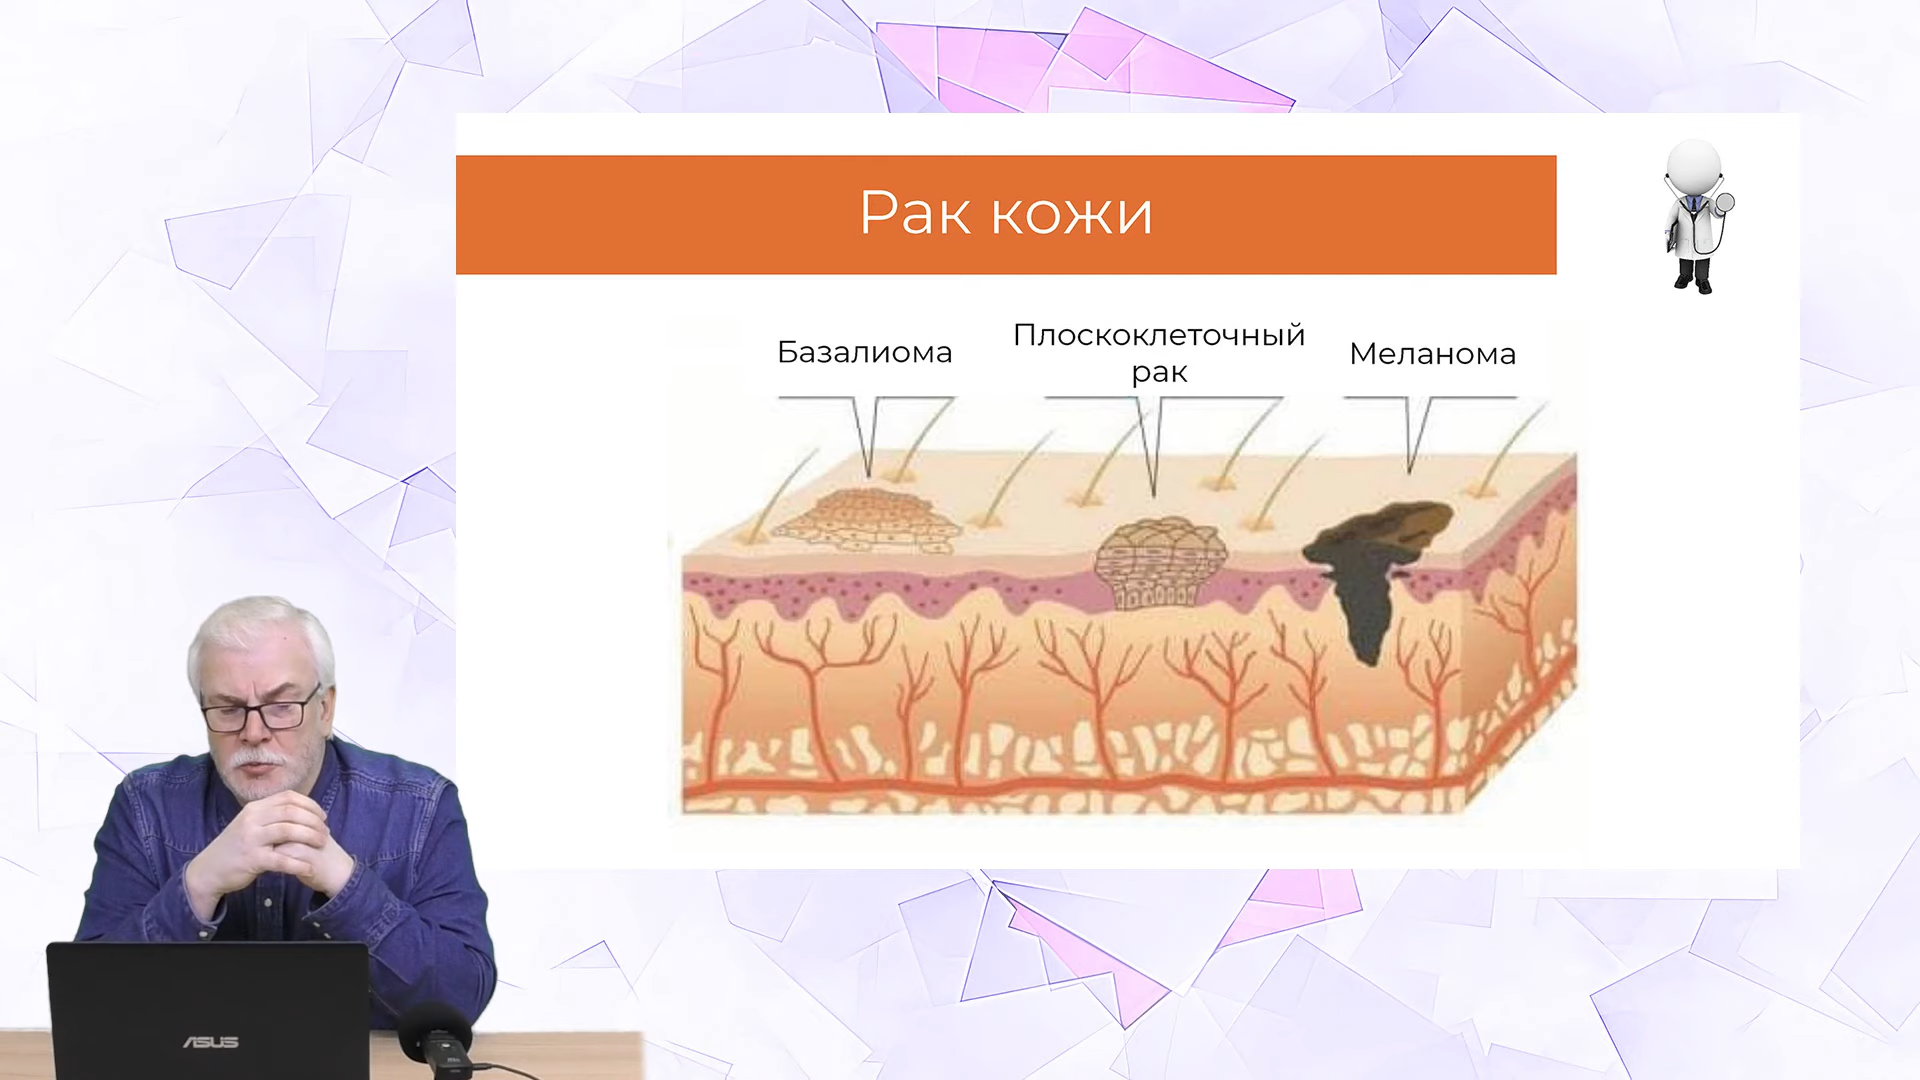 Рак кожи
Базалиома
Плоскоклеточный
рак
Меланома
ASUS